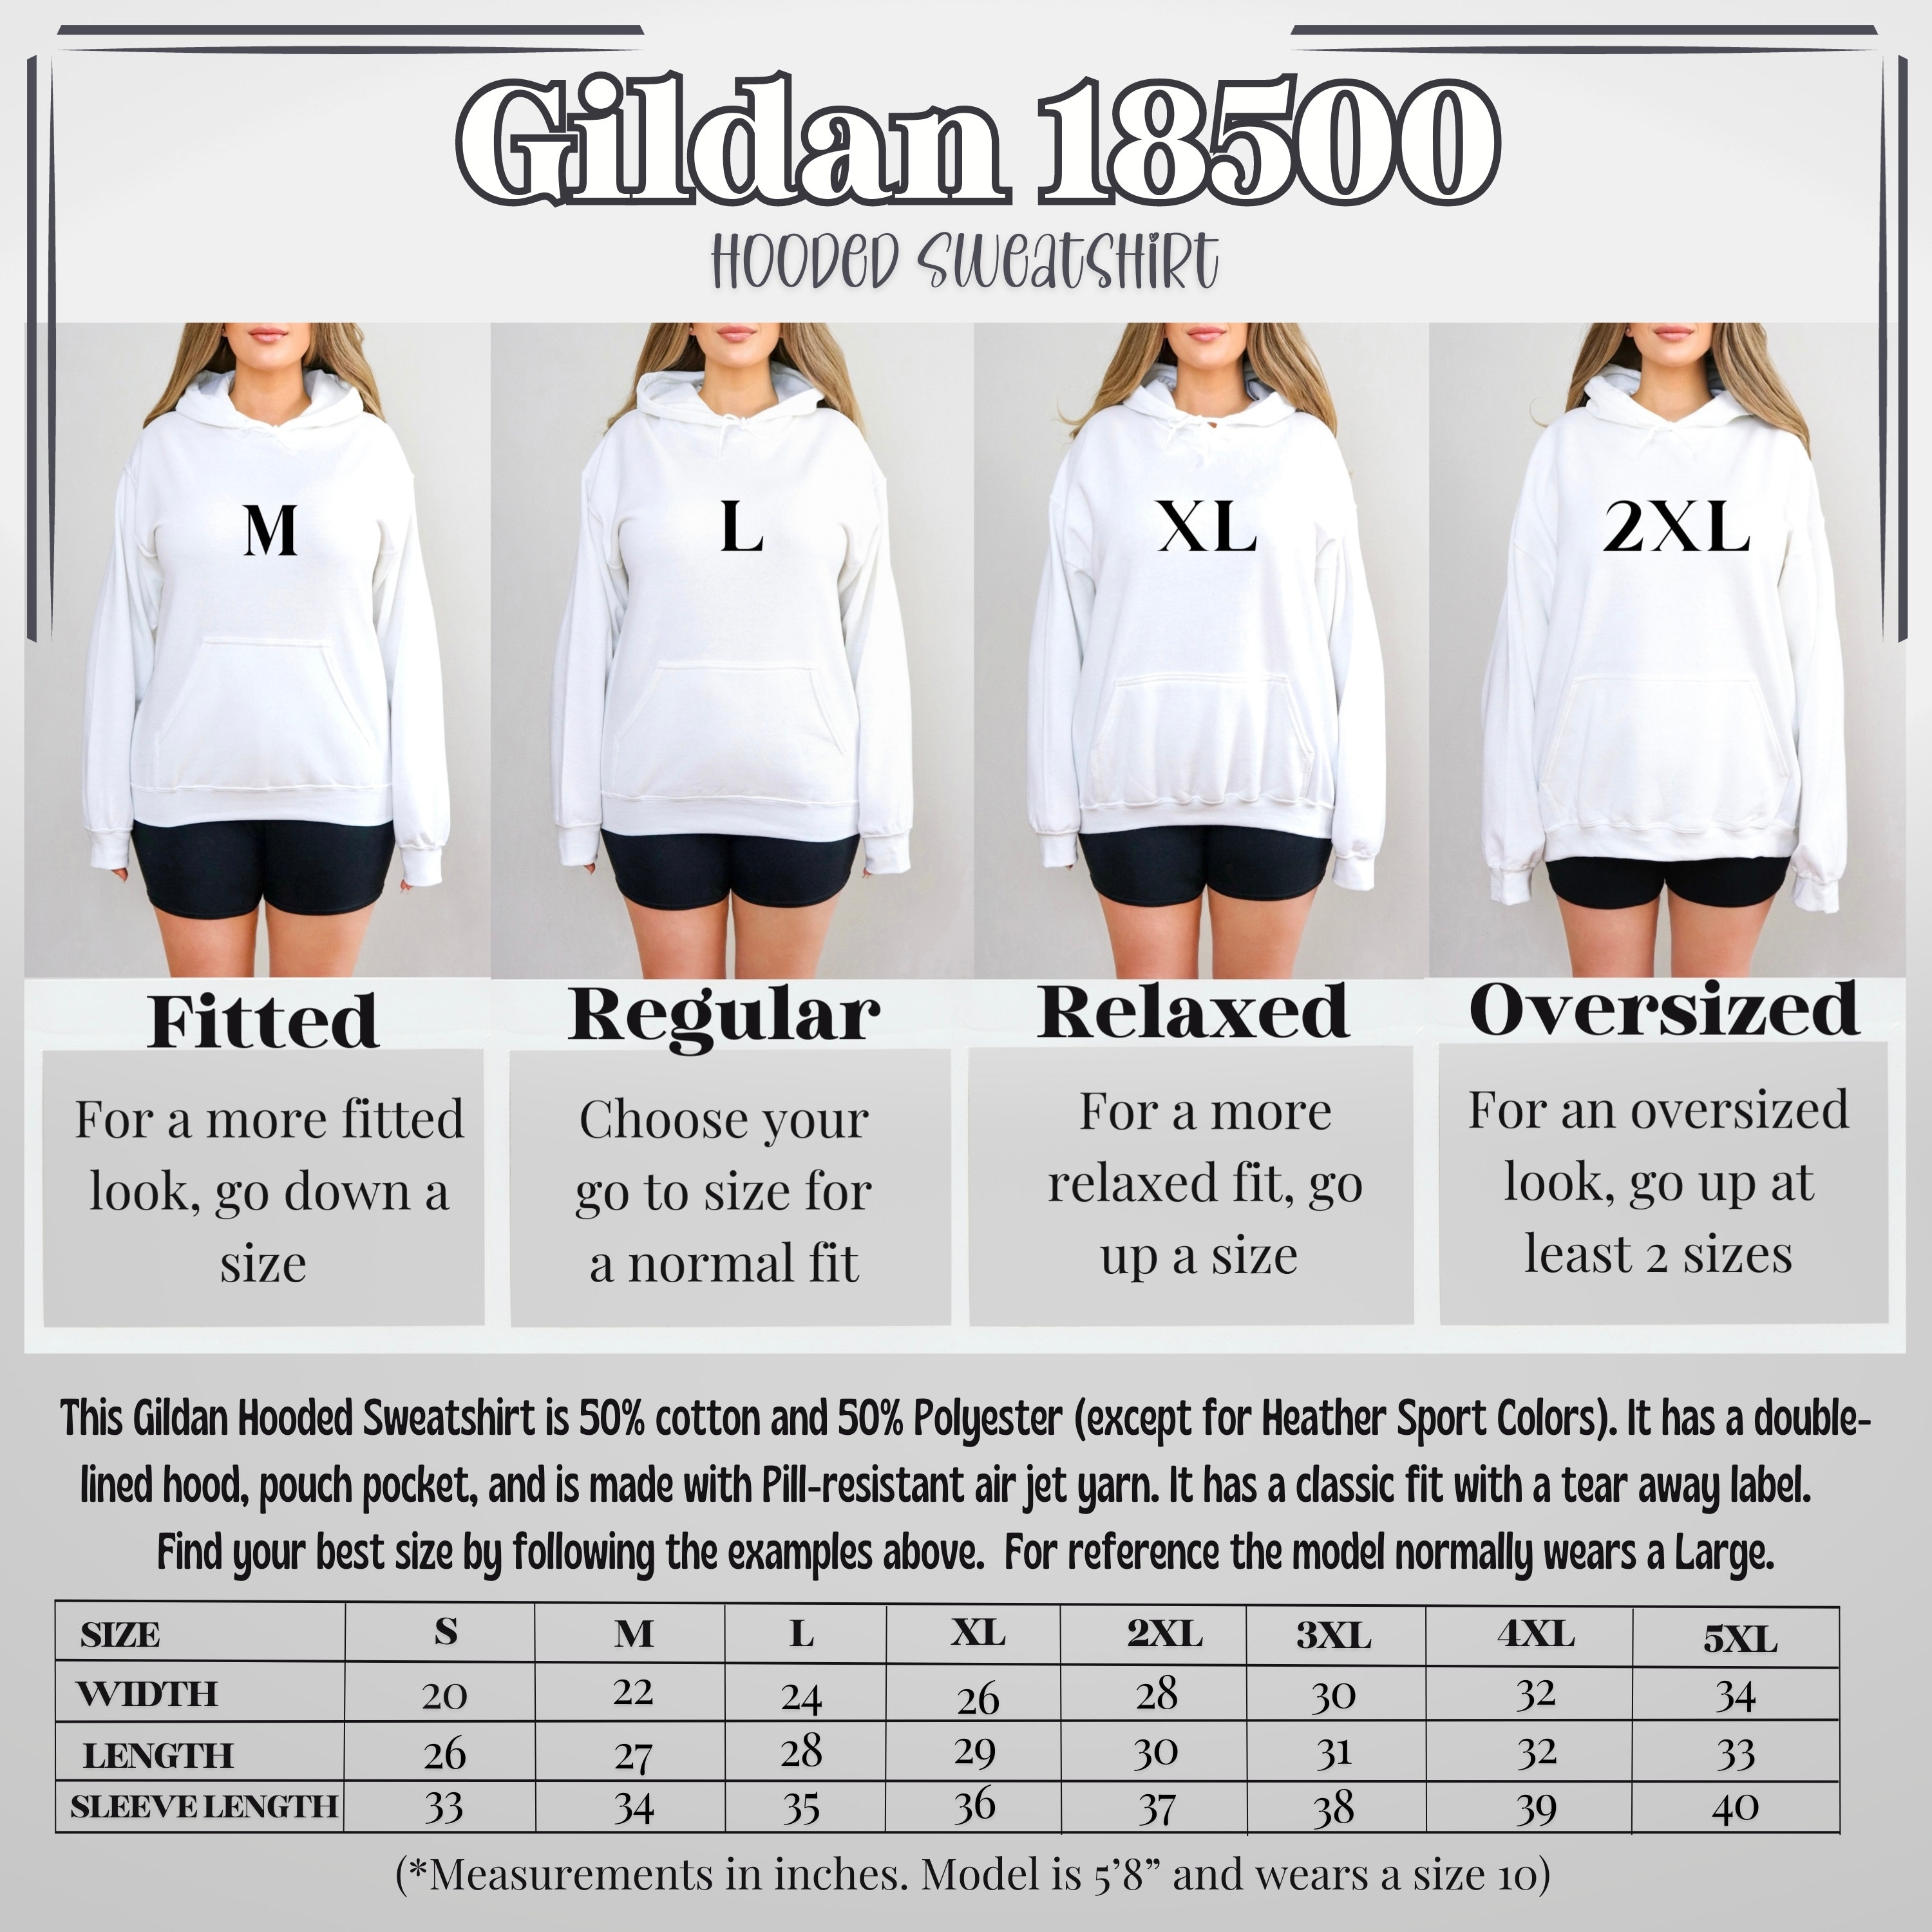 Gildan 18500
HOODED SWEATSHIRT
M
L
XL
2XL
Fitted
For a more fitted
look, go down a
size
Regular
Choose your
go to size for
a normal fit
Relaxed
For a more
relaxed fit, go
up a size
Oversized
For an oversized
look, go up at
least 2 sizes
This Gildan Hooded Sweatshirt is 50% cotton and 50% Polyester (except for Heather Sport Colors). It has a double-
lined hood, pouch pocket, and is made with Pill-resistant air jet yarn. It has a classic fit with a tear away label.
Find your best size by following the examples above. For reference the model normally wears a Large.
SIZE S M L XL 2XL 3XL 4XL 5XL
WIDTH 20 22 24 26 28 30 32 34
LENGTH 26 27 28 29 30 31 32 33
SLEEVE LENGTH 33 34 35 36 37 38 39 40
(*Measurements in inches. Model is 5’8” and wears a size 10)